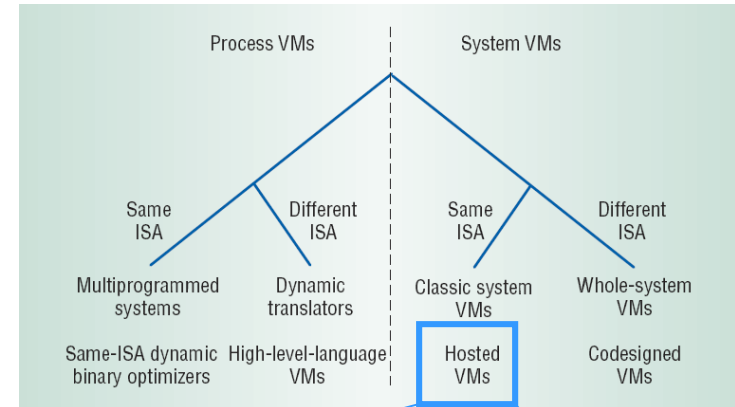 Process VMs
System VMs
Same
ISA
Different
ISA
Same
ISA
Different
ISA
Multiprogrammed
systems
Dynamic
translators
Classic system
VMs
Whole-system
VMs
Same-ISA dynamic
binary optimizers
High-level-language
VMs
Hosted
VMs
Codesigned
VMs